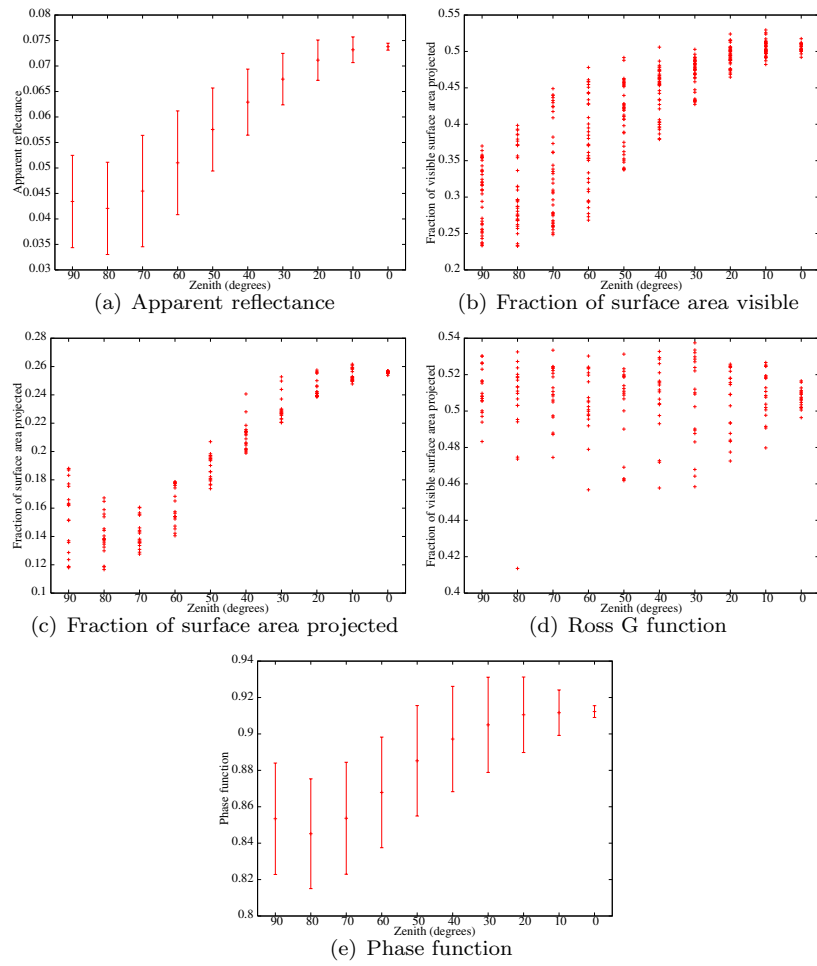 0.08
0.075
0.07
0.065
0.06
0.055
0.05
0.045
0.04
0.035
0.03
Apparent reflectance
90 80 70 60 50 40 30 20 10 0
Zenith (degrees)
(a) Apparent reflectance
0.55
0.5
0.45
0.4
0.35
0.3
0.25
0.2
Fraction of visible surface area projected
90 80 70 60 50 40 30 20 10 0
Zenith (degrees)
(b) Fraction of surface area visible
0.28
0.26
0.24
0.22
0.2
0.18
0.16
0.14
0.12
0.1
Fraction of surface area projected
90 80 70 60 50 40 30 20 10 0
Zenith (degrees)
(c) Fraction of surface area projected
0.54
0.52
0.5
0.48
0.46
0.44
0.42
0.4
Fraction of visible surface area projected
90 80 70 60 50 40 30 20 10 0
Zenith (degrees)
(d) Ross G function
0.94
0.92
0.9
0.88
0.86
0.84
0.82
0.8
Phase function
90 80 70 60 50 40 30 20 10 0
Zenith (degrees)
(e) Phase function